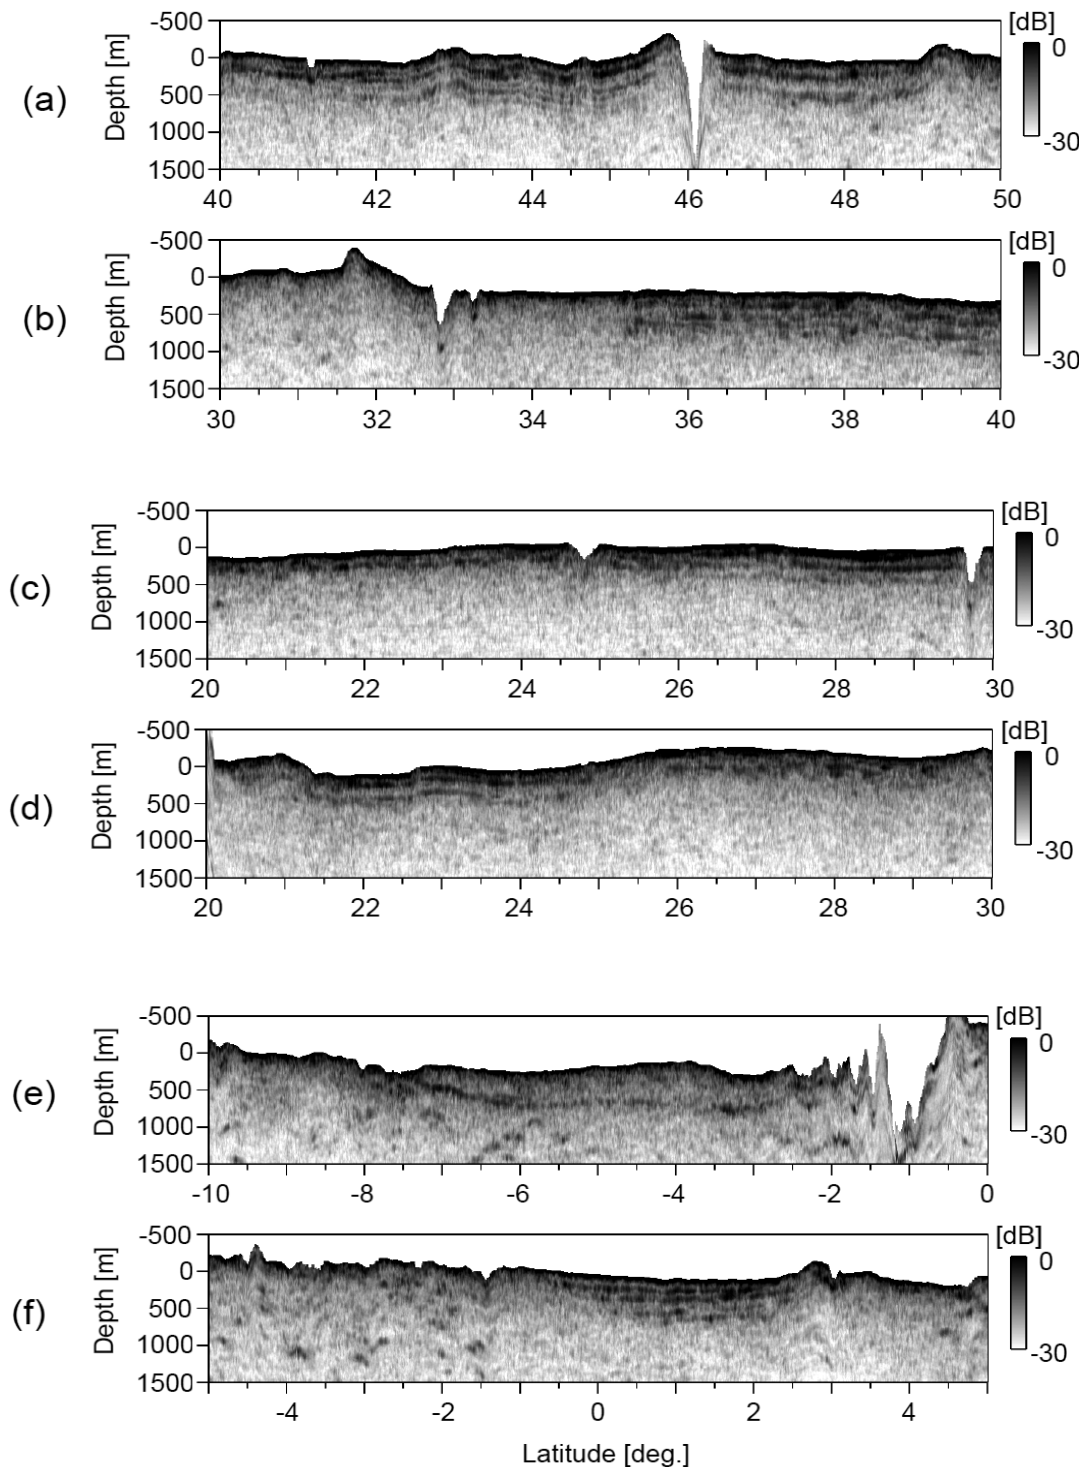 (a)
Depth [m]
-500
0
500
1000
1500
40 42 44 46 48 50
[dB]
0
-30
(b)
Depth [m]
-500
0
500
1000
1500
30 32 34 36 38 40
[dB]
0
-30
(c)
Depth [m]
-500
0
500
1000
1500
20 22 24 26 28 30
[dB]
0
-30
(d)
Depth [m]
-500
0
500
1000
1500
20 22 24 26 28 30
[dB]
0
-30
(e)
Depth [m]
-500
0
500
1000
1500
-10 -8 -6 -4 -2 0
[dB]
0
-30
(f)
Depth [m]
-500
0
500
1000
1500
-4 -2 0 2 4
[dB]
0
-30
Latitude [deg.]